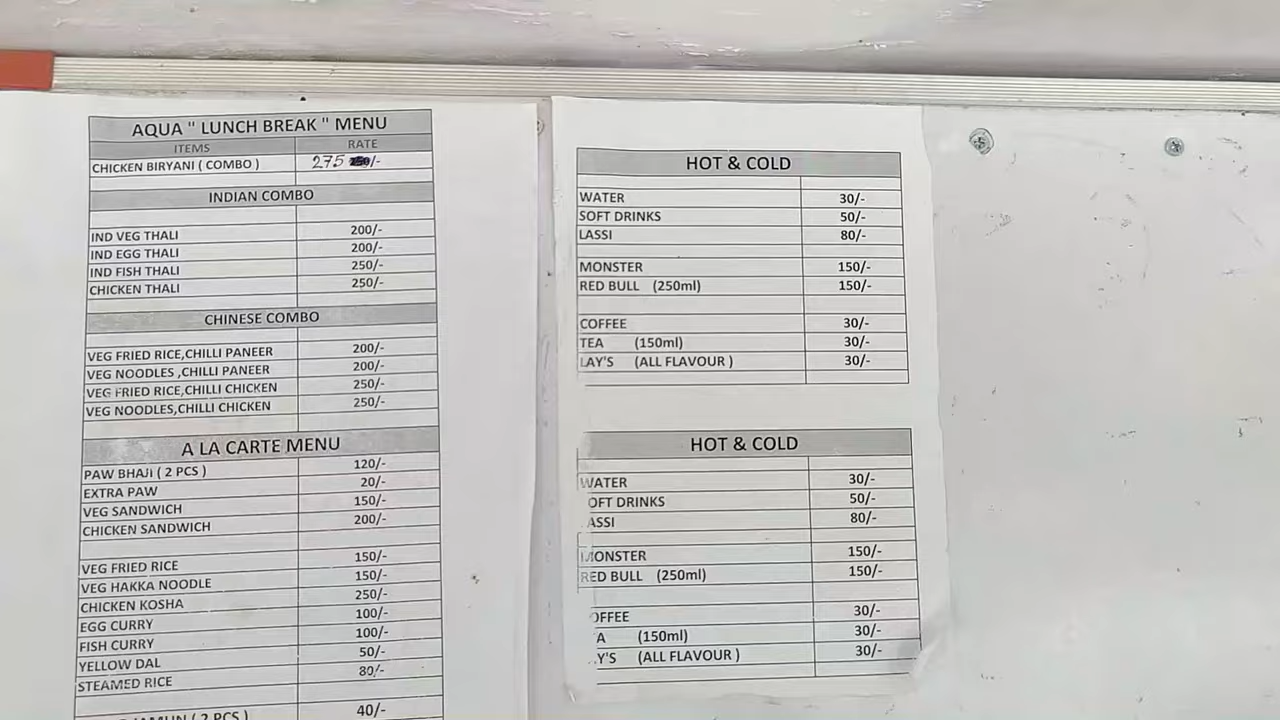 AQUA " LUNCH BREAK " MENU
ITEMS RATE
CHICKEN BIRYANI ( COMBO ) 275 /-
INDIAN COMBO
IND VEG THALI 200/-
IND EGG THALI 200/-
IND FISH THALI 250/-
CHICKEN THALI 250/-
CHINESE COMBO
VEG FRIED RICE,CHILLI PANEER 200/-
VEG NOODLES ,CHILLI PANEER 200/-
VEG FRIED RICE,CHILLI CHICKEN 250/-
VEG NOODLES,CHILLI CHICKEN 250/-
A LA CARTE MENU
PAW BHAJI ( 2 PCS ) 120/-
EXTRA PAW 20/-
VEG SANDWICH 150/-
CHICKEN SANDWICH 200/-
VEG FRIED RICE 150/-
VEG HAKKA NOODLE 150/-
CHICKEN KOSHA 250/-
EGG CURRY 100/-
FISH CURRY 100/-
YELLOW DAL 50/-
STEAMED RICE 80/-
JAMUN ( 2 PCS ) 40/-
HOT & COLD
WATER 30/-
SOFT DRINKS 50/-
LASSI 80/-
MONSTER 150/-
RED BULL (250ml) 150/-
COFFEE 30/-
TEA (150ml) 30/-
LAY'S (ALL FLAVOUR ) 30/-
HOT & COLD
WATER 30/-
OFT DRINKS 50/-
ASSI 80/-
MONSTER 150/-
RED BULL (250ml) 150/-
OFFEE 30/-
A (150ml) 30/-
Y'S (ALL FLAVOUR ) 30/-